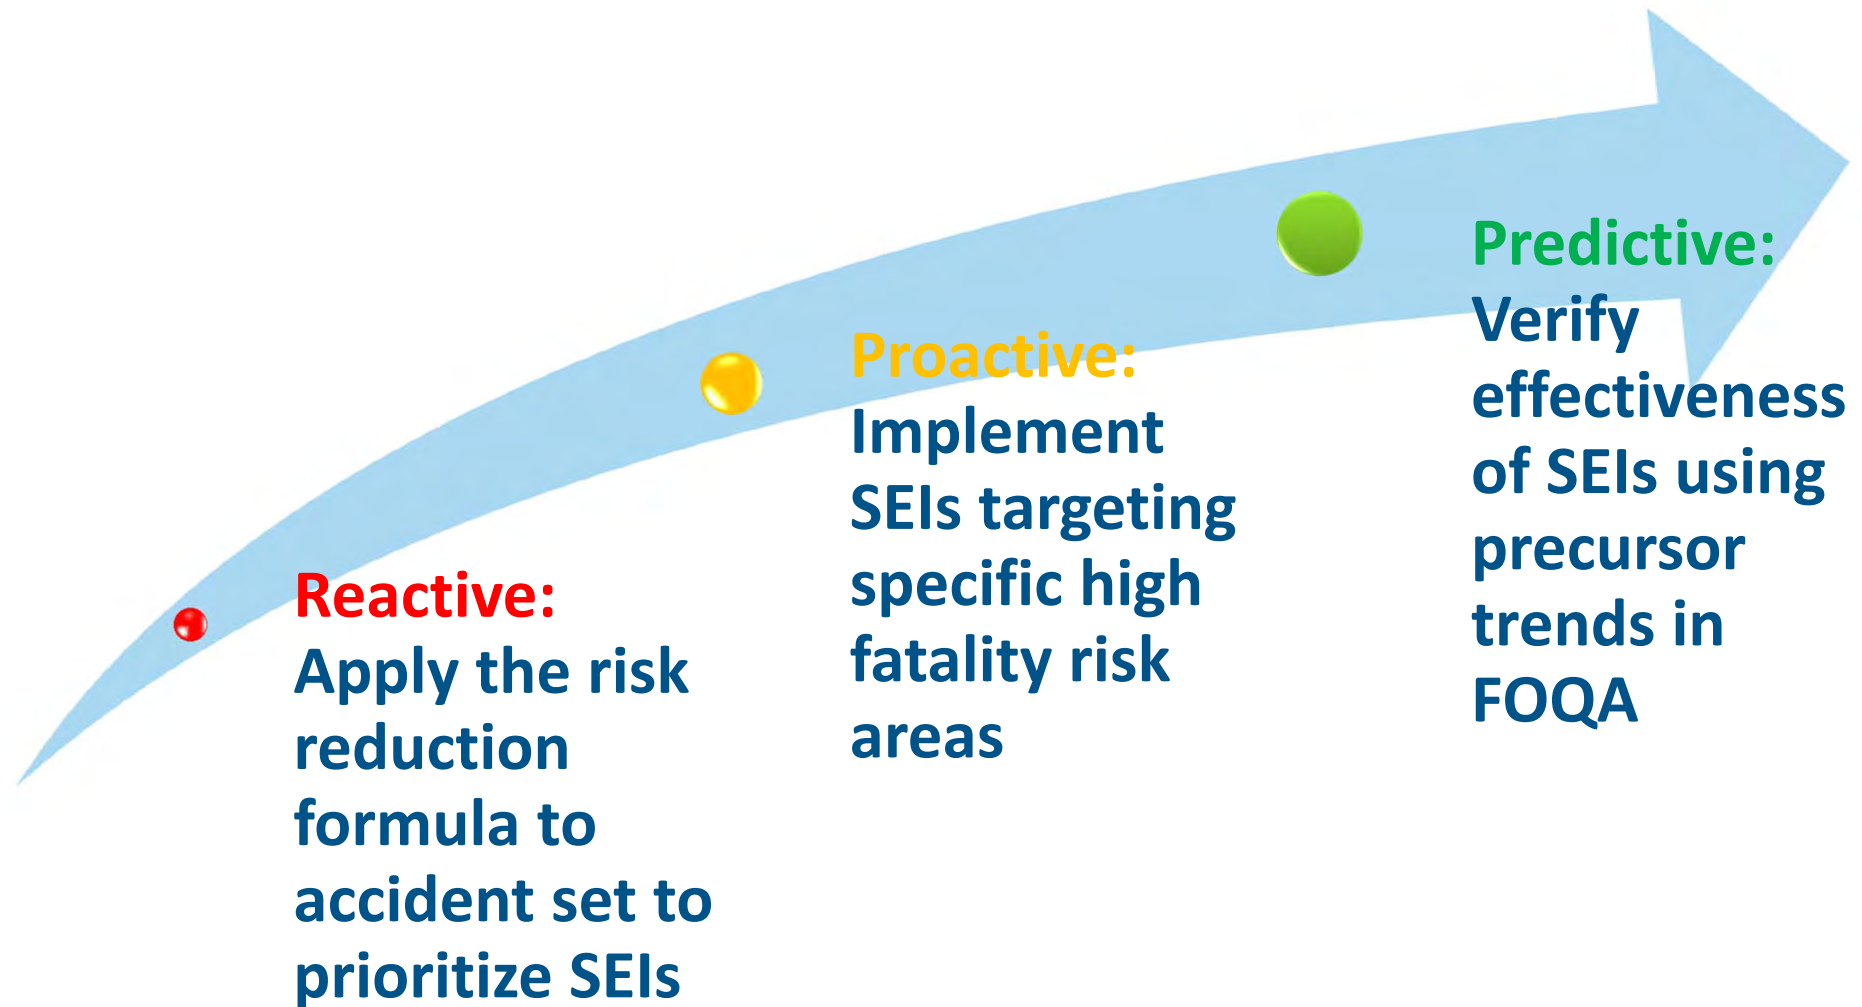 Reactive:
Apply the risk
reduction
formula to
accident set to
prioritize SEIs
Proactive:
Implement
SEIs targeting
specific high
fatality risk
areas
Predictive:
Verify
effectiveness
of SEIs using
precursor
trends in
FOQA